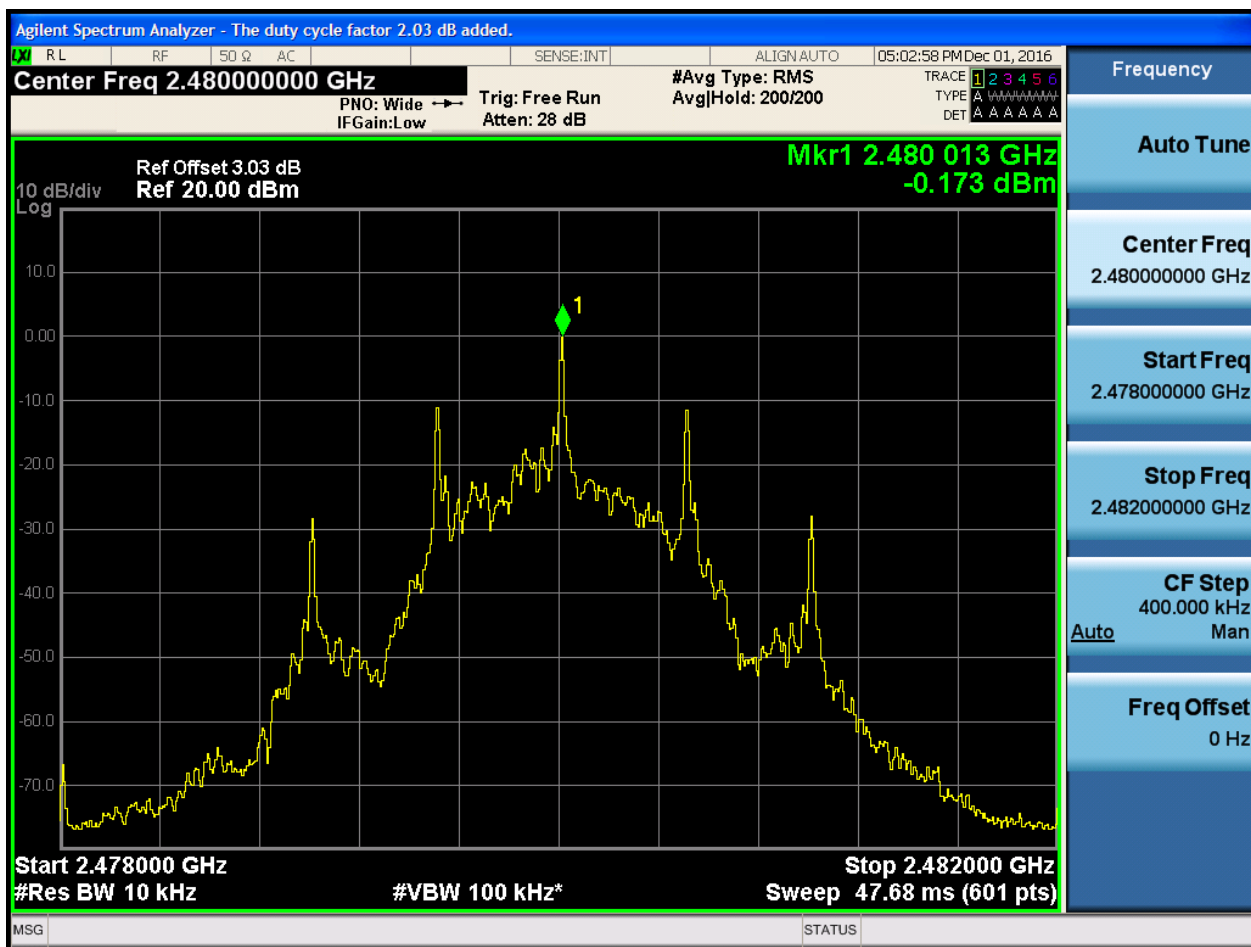 Agilent Spectrum Analyzer - The duty cycle factor 2.03 dB added.
LXI RL RF 50 Ω AC SENSE:INT ALIGN AUTO 05:02:58 PM Dec 01, 2016
Center Freq 2.480000000 GHz
PNO: Wide
IFGain:Low
Trig: Free Run
Atten: 28 dB
#Avg Type: RMS
Avg|Hold: 200/200
TRACE 1 2 3 4 5 6
TYPE A WWWWW
DET A A A A A A
Ref Offset 3.03 dB
10 dB/div Ref 20.00 dBm
Log
Mkr1 2.480 013 GHz
-0.173 dBm
1
10.0
0.00
-10.0
-20.0
-30.0
-40.0
-50.0
-60.0
-70.0
Start 2.478000 GHz Stop 2.482000 GHz
#Res BW 10 kHz #VBW 100 kHz* Sweep 47.68 ms (601 pts)
MSG STATUS
Frequency
Auto Tune
Center Freq
2.480000000 GHz
Start Freq
2.478000000 GHz
Stop Freq
2.482000000 GHz
CF Step
400.000 kHz
Auto Man
Freq Offset
0 Hz